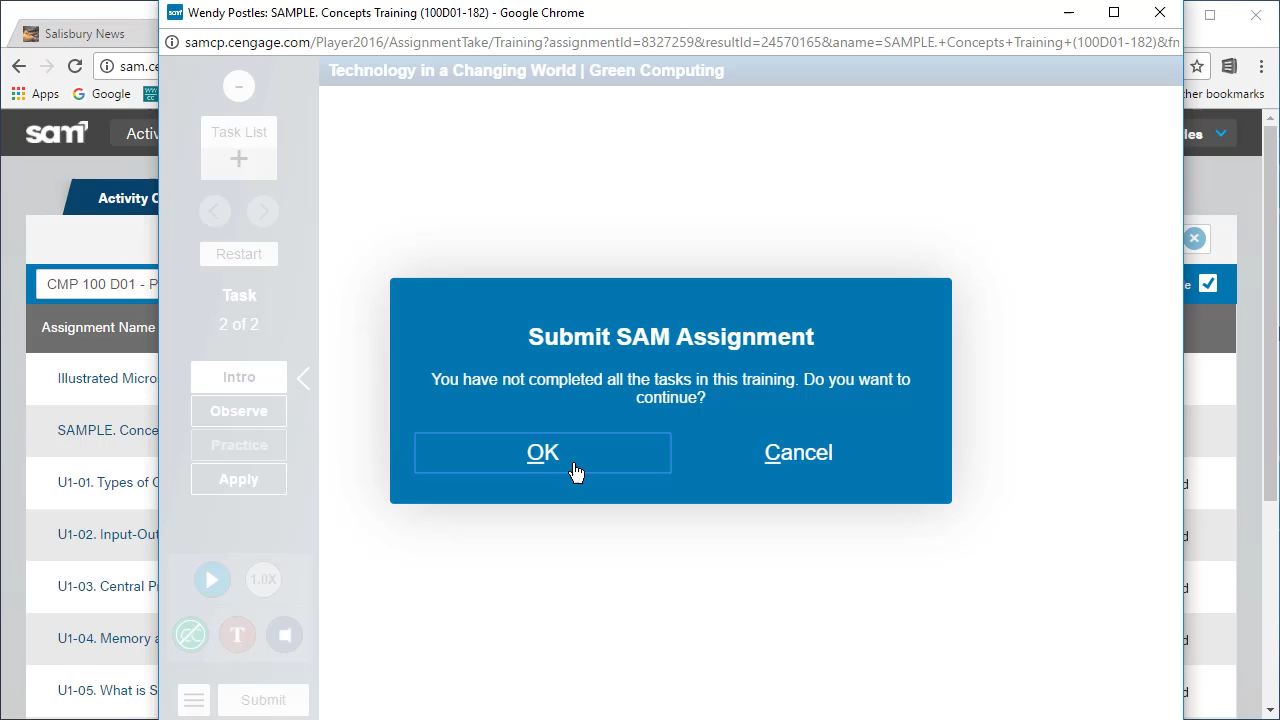 Salisbury News
Wendy Postles: SAMPLE. Concepts Training (100D01-182) - Google Chrome
samcp.cengage.com/Player2016/AssignmentTake/Training?assignmentId=8327259&resultId=24570165&aname=SAMPLE.+Concepts+Training+(100D01-182)&fn
sam.ce
Apps
Google
her bookmarks
Technology in a Changing World | Green Computing
sam
Activ
les
Task List
Activity C
Restart
CMP 100 D01 - P
e
Task
2 of 2
Assignment Name
Submit SAM Assignment
You have not completed all the tasks in this training. Do you want to
continue?
OK
Cancel
Intro
Observe
Practice
Apply
Illustrated Micro
SAMPLE. Conce
U1-01. Types of C
d
U1-02. Input-Out
d
U1-03. Central Pr
d
U1-04. Memory a
d
U1-05. What is S
d
1.0X
CC
T
Submit